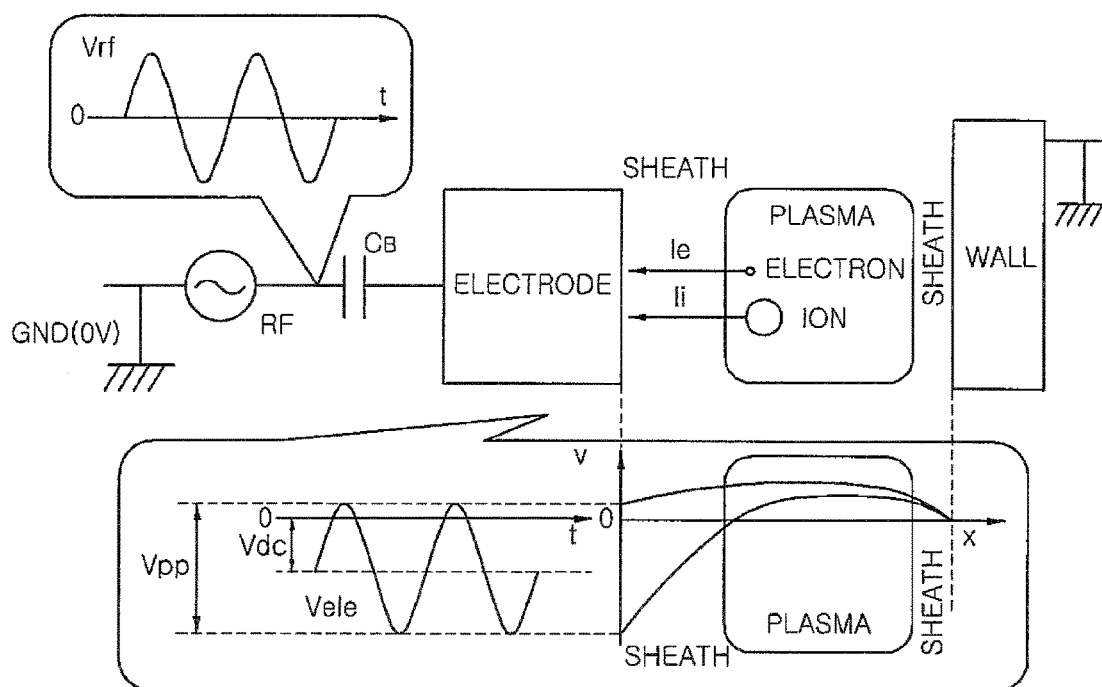 Vrf
0
t
SHEATH
PLASMA
SHEATH
WALL
CB
ELECTRODE
Ie
ELECTRON
Ii
ION
RF
GND(0V)
v
0
t
0
x
Vdc
Vpp
Vele
PLASMA
SHEATH
SHEATH